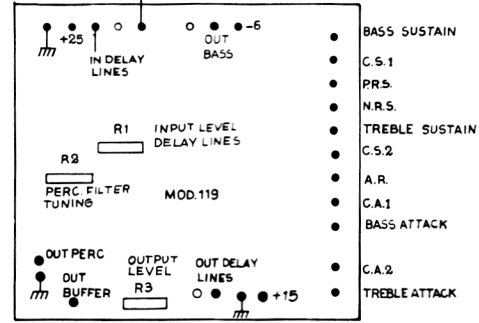 +25
IN DELAY
LINES
OUT
BASS
-6
BASS SUSTAIN
C.S.1
P.R.S.
N.R.S.
TREBLE SUSTAIN
C.S.2
A.R.
C.A.1
BASS ATTACK
C.A.2
TREBLE ATTACK
R1
INPUT LEVEL
DELAY LINES
R2
PERC. FILTER
TUNING
MOD.119
OUT PERC
OUT
BUFFER
OUTPUT
LEVEL
R3
OUT DELAY
LINES
+15